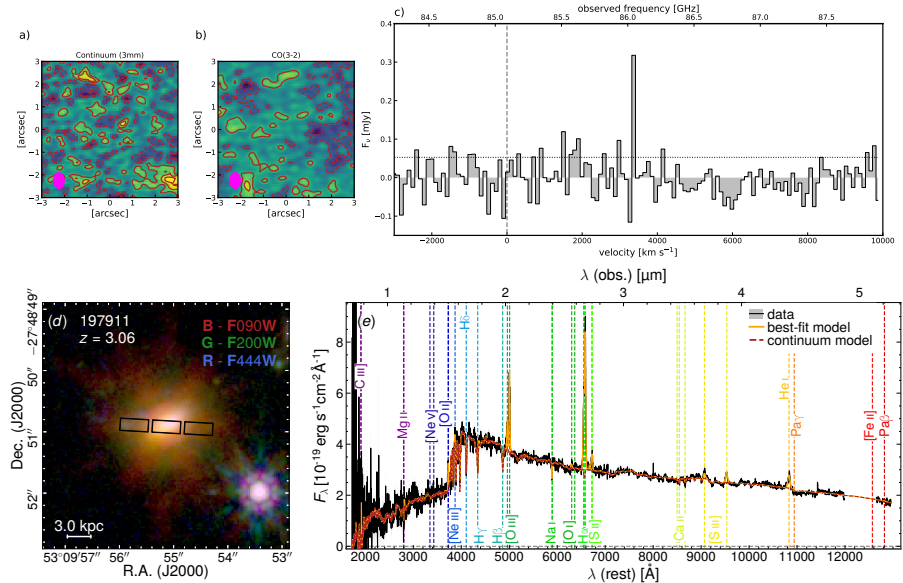 a)
Continuum (3mm)
3
2
1
0
−1
−2
−3
[arcsec]
−3 −2 −1 0 1 2 3
[arcsec]
b)
CO(3-2)
3
2
1
0
−1
−2
−3
[arcsec]
−3 −2 −1 0 1 2 3
[arcsec]
c)
observed frequency [GHz]
84.5 85.0 85.5 86.0 86.5 87.0 87.5
0.3
0.2
0.1
0.0
−0.1
Fν [mJy]
−2000 0 2000 4000 6000 8000 10000
velocity [km s⁻¹]
(d) 197911
z = 3.06
B - F090W
G - F200W
R - F444W
3.0 kpc
−27°48′49″
50″
51″
52″
Dec. (J2000)
53°09′57″ 56″ 55″ 54″ 53″
R.A. (J2000)
λ (obs.) [μm]
1 2 3 4 5
(e)
data
best-fit model
continuum model
8
6
4
2
0
Fλ [10⁻¹⁹ erg s⁻¹cm⁻² Å⁻¹]
C III]
Mg II
[Ne V]
[O II]
[Ne III]
Hδ
Hγ
Hβ
[O III]
Na I
[O I]
Hα
[S II]
Ca II
[S III]
He I
Paγ
[Fe II]
Paβ
2000 3000 4000 5000 6000 7000 8000 9000 10000 12000
λ (rest) [Å]